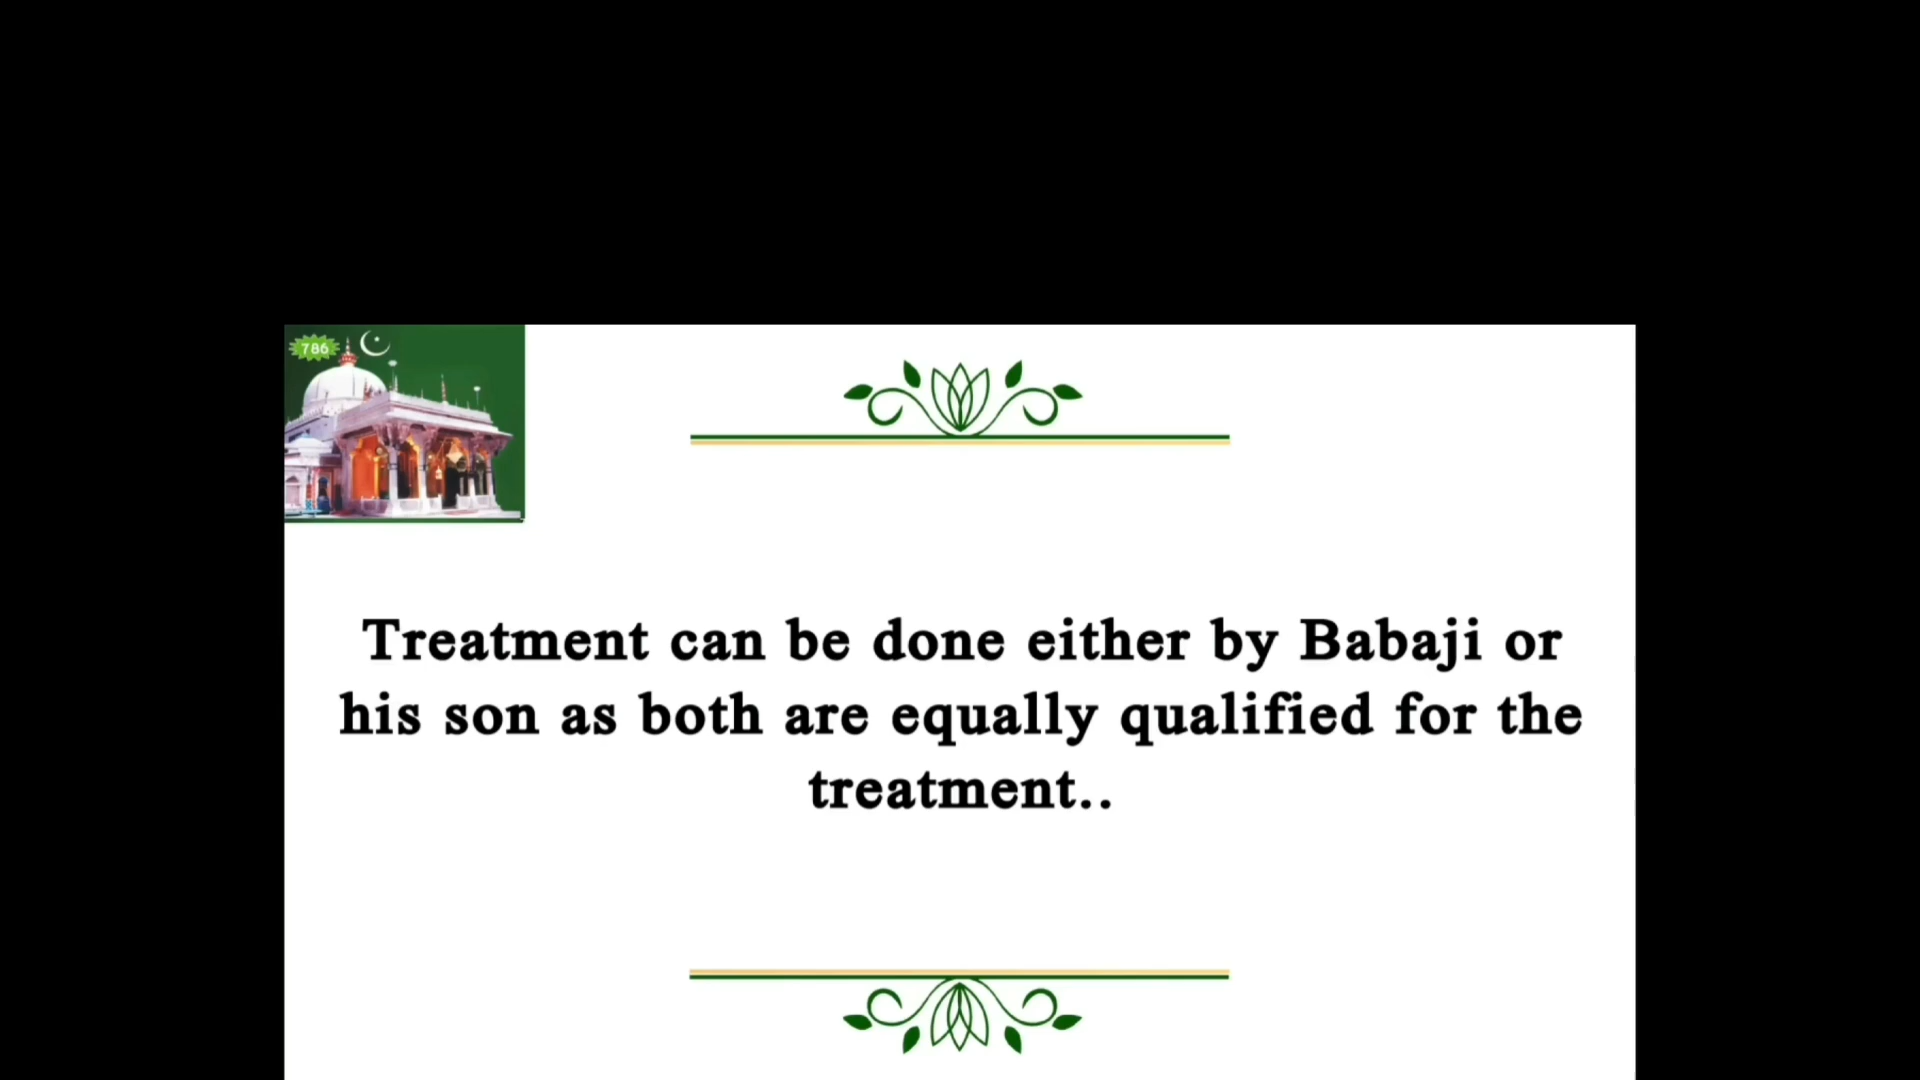 786
Treatment can be done either by Babaji or
his son as both are equally qualified for the
treatment..